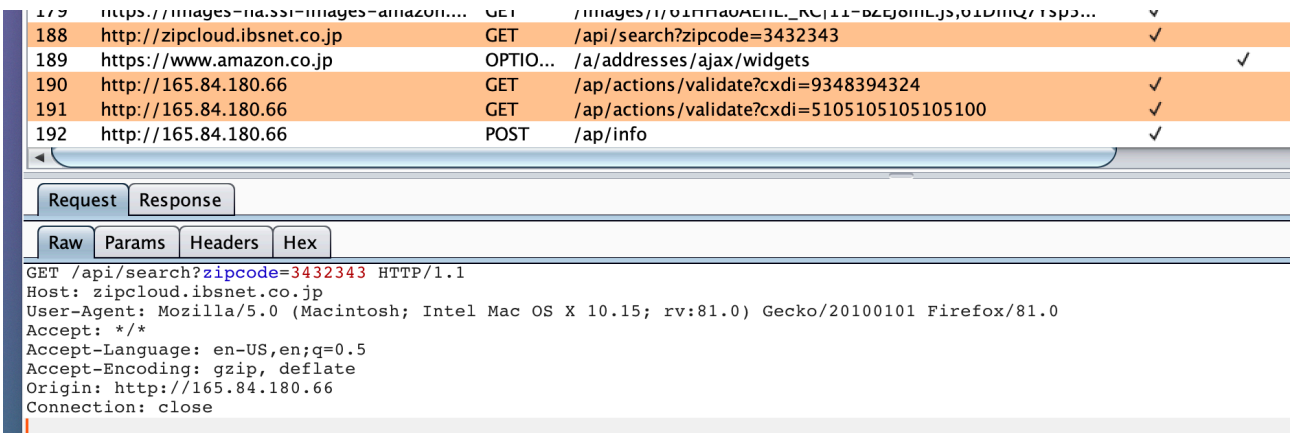 188 http://zipcloud.ibsnet.co.jp GET /api/search?zipcode=3432343 ✓
189 https://www.amazon.co.jp OPTIO... /a/addresses/ajax/widgets ✓
190 http://165.84.180.66 GET /ap/actions/validate?cxdi=9348394324 ✓
191 http://165.84.180.66 GET /ap/actions/validate?cxdi=5105105105105100 ✓
192 http://165.84.180.66 POST /ap/info ✓
Request Response
Raw Params Headers Hex
GET /api/search?zipcode=3432343 HTTP/1.1
Host: zipcloud.ibsnet.co.jp
User-Agent: Mozilla/5.0 (Macintosh; Intel Mac OS X 10.15; rv:81.0) Gecko/20100101 Firefox/81.0
Accept: */*
Accept-Language: en-US,en;q=0.5
Accept-Encoding: gzip, deflate
Origin: http://165.84.180.66
Connection: close